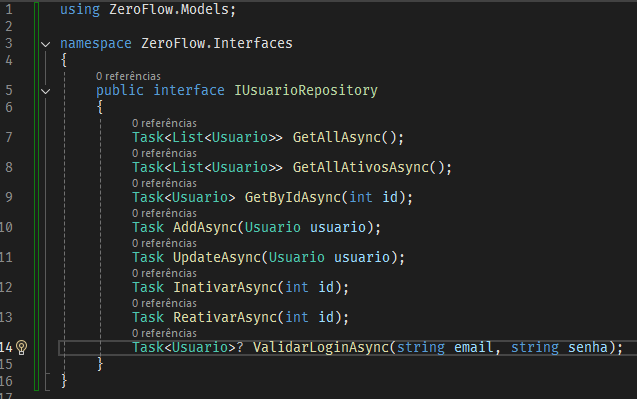 1 using ZeroFlow.Models;
2
3 namespace ZeroFlow.Interfaces
4 {
0 referências
5 public interface IUsuarioRepository
6 {
0 referências
7 Task<List<Usuario>> GetAllAsync();
0 referências
8 Task<List<Usuario>> GetAllAtivosAsync();
0 referências
9 Task<Usuario> GetByIdAsync(int id);
0 referências
10 Task AddAsync(Usuario usuario);
0 referências
11 Task UpdateAsync(Usuario usuario);
0 referências
12 Task InativarAsync(int id);
0 referências
13 Task ReativarAsync(int id);
0 referências
14 Task<Usuario>? ValidarLoginAsync(string email, string senha);
15 }
16 }
17